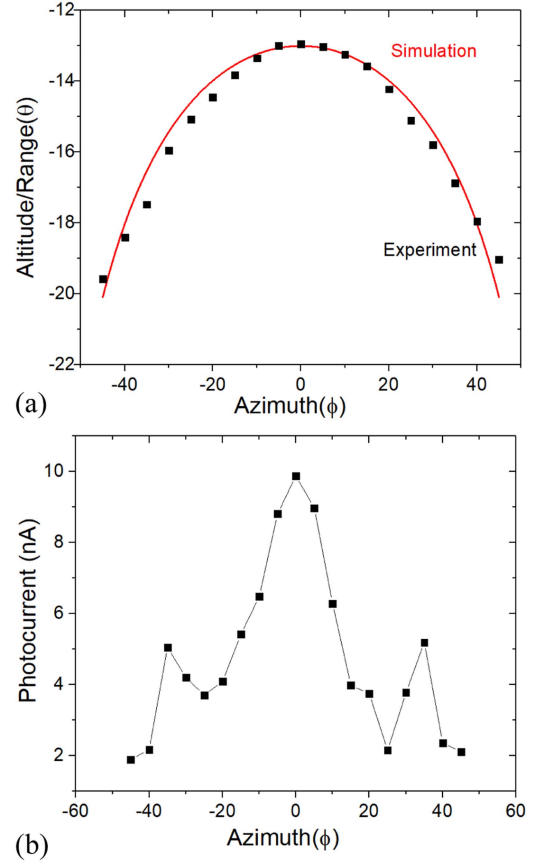 -12
-14
-16
-18
-20
-22
Altitude/Range(θ)
Simulation
Experiment
-40 -20 0 20 40
Azimuth(ϕ)
(a)
10
8
6
4
2
Photocurrent (nA)
-60 -40 -20 0 20 40 60
Azimuth(ϕ)
(b)